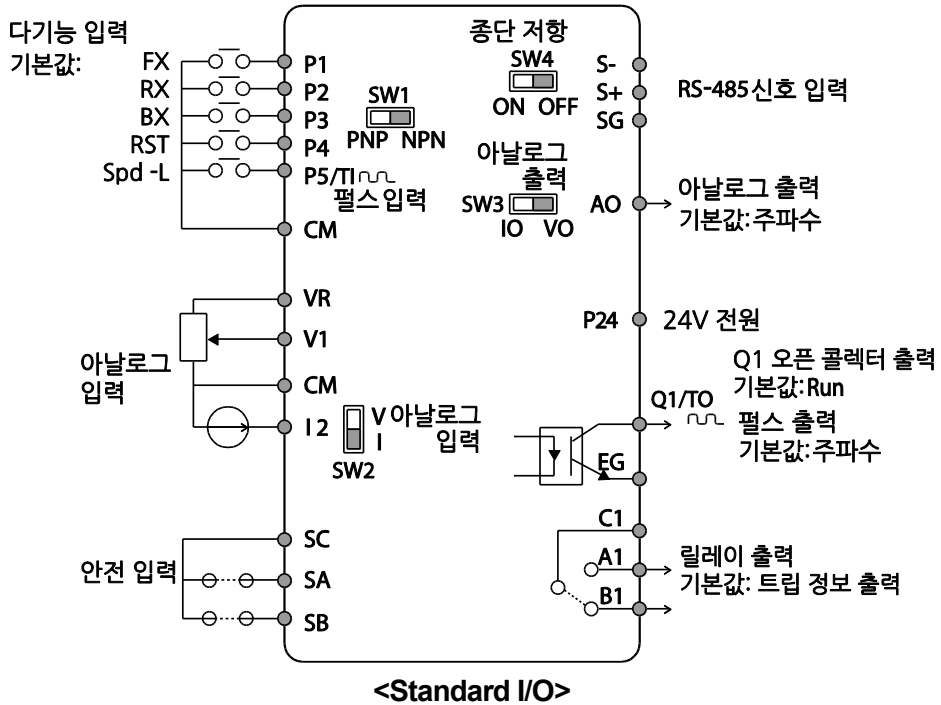 다기능 입력
기본값:
FX
RX
BX
RST
Spd -L
P1
P2
P3
P4
P5/TI
펄스 입력
CM
SW1
PNP NPN
종단 저항
SW4
ON OFF
아날로그
출력
SW3
IO VO
S-
S+
SG
RS-485 신호 입력
AO
아날로그 출력
기본값: 주파수
VR
V1
CM
I 2
아날로그
입력
V 아날로그
I 입력
SW2
P24
24V 전원
Q1 오픈 콜렉터 출력
기본값: Run
Q1/TO
펄스 출력
기본값: 주파수
EG
안전 입력
SC
SA
SB
C1
A1
B1
릴레이 출력
기본값: 트립 정보 출력
<Standard I/O>